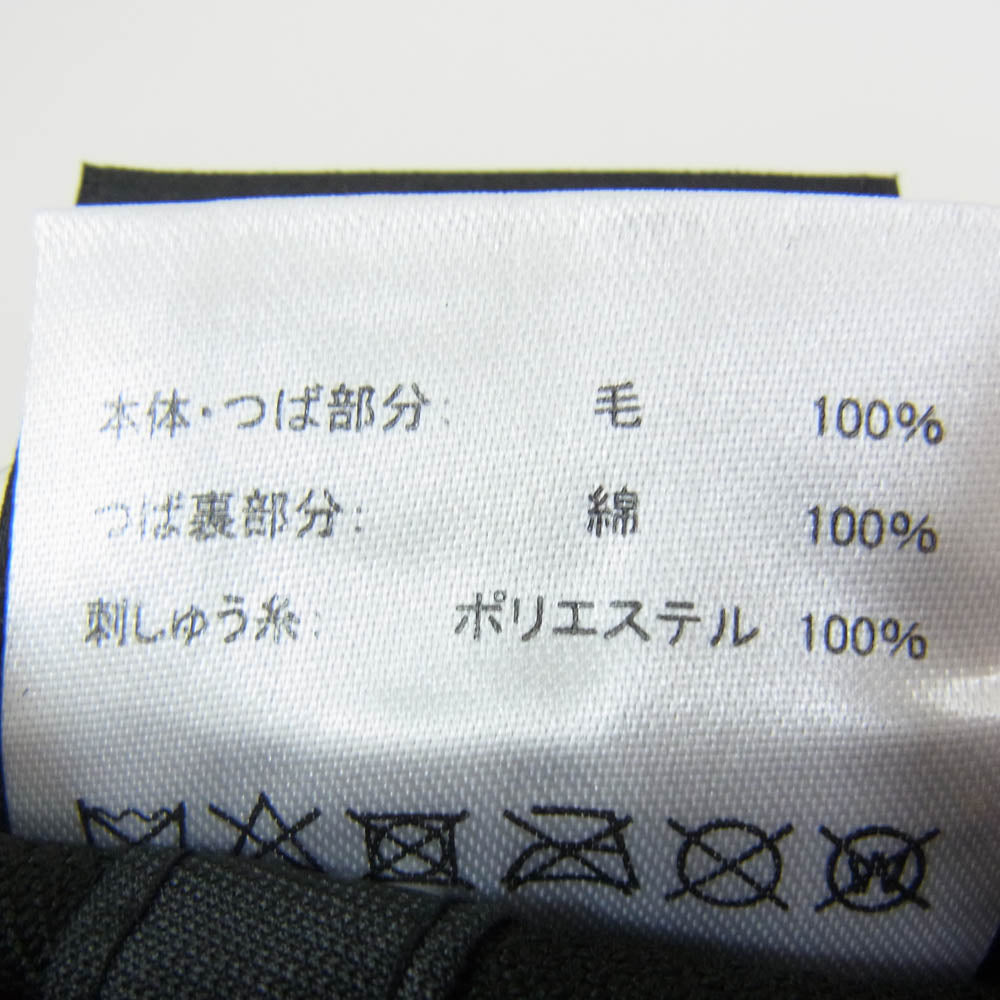 本体・つば部分: 毛 100%
つば裏部分: 綿 100%
刺しゅう糸: ポリエステル 100%